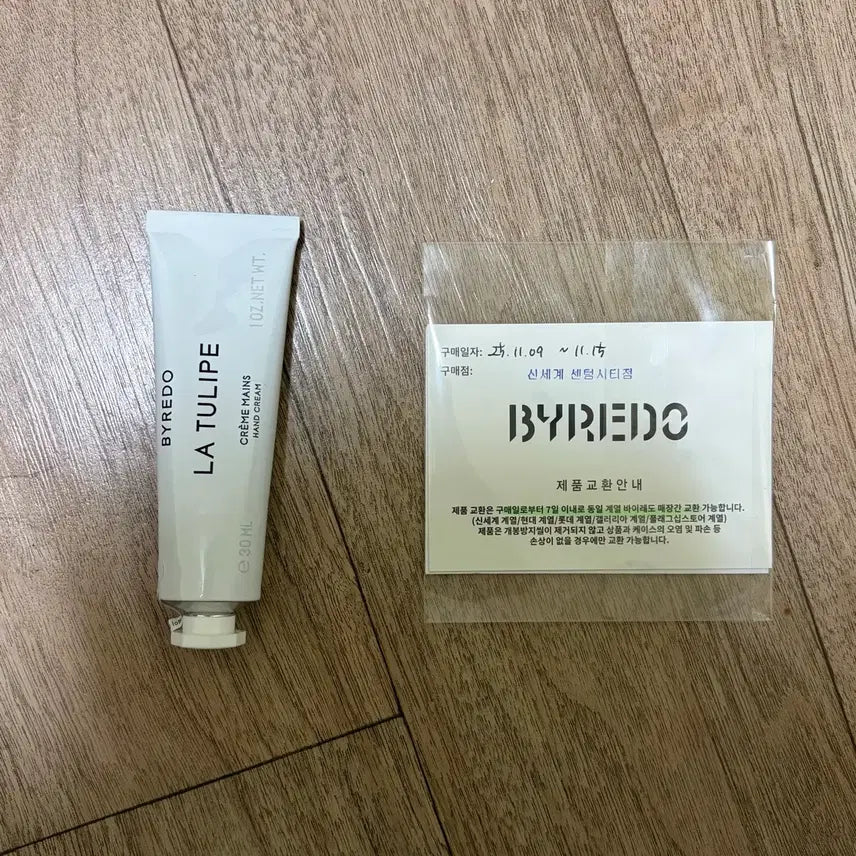 BYREDO
LA TULIPE
CRÈME MAINS
HAND CREAM
1 OZ. NET WT.
℮ 30 ML
구매일자: 25. 11. 09 ~ 11. 15
구매점: 신세계 센텀시티점
BYREDO
제품교환안내
제품 교환은 구매일로부터 7일 이내로 동일 계열 바이레도 매장간 교환 가능합니다.
(신세계 계열/현대 계열/롯데 계열/갤러리아 계열/플래그십스토어 계열)
제품은 개봉방지씰이 제거되지 않고 상품과 케이스의 오염 및 파손 등
손상이 없을 경우에만 교환 가능합니다.